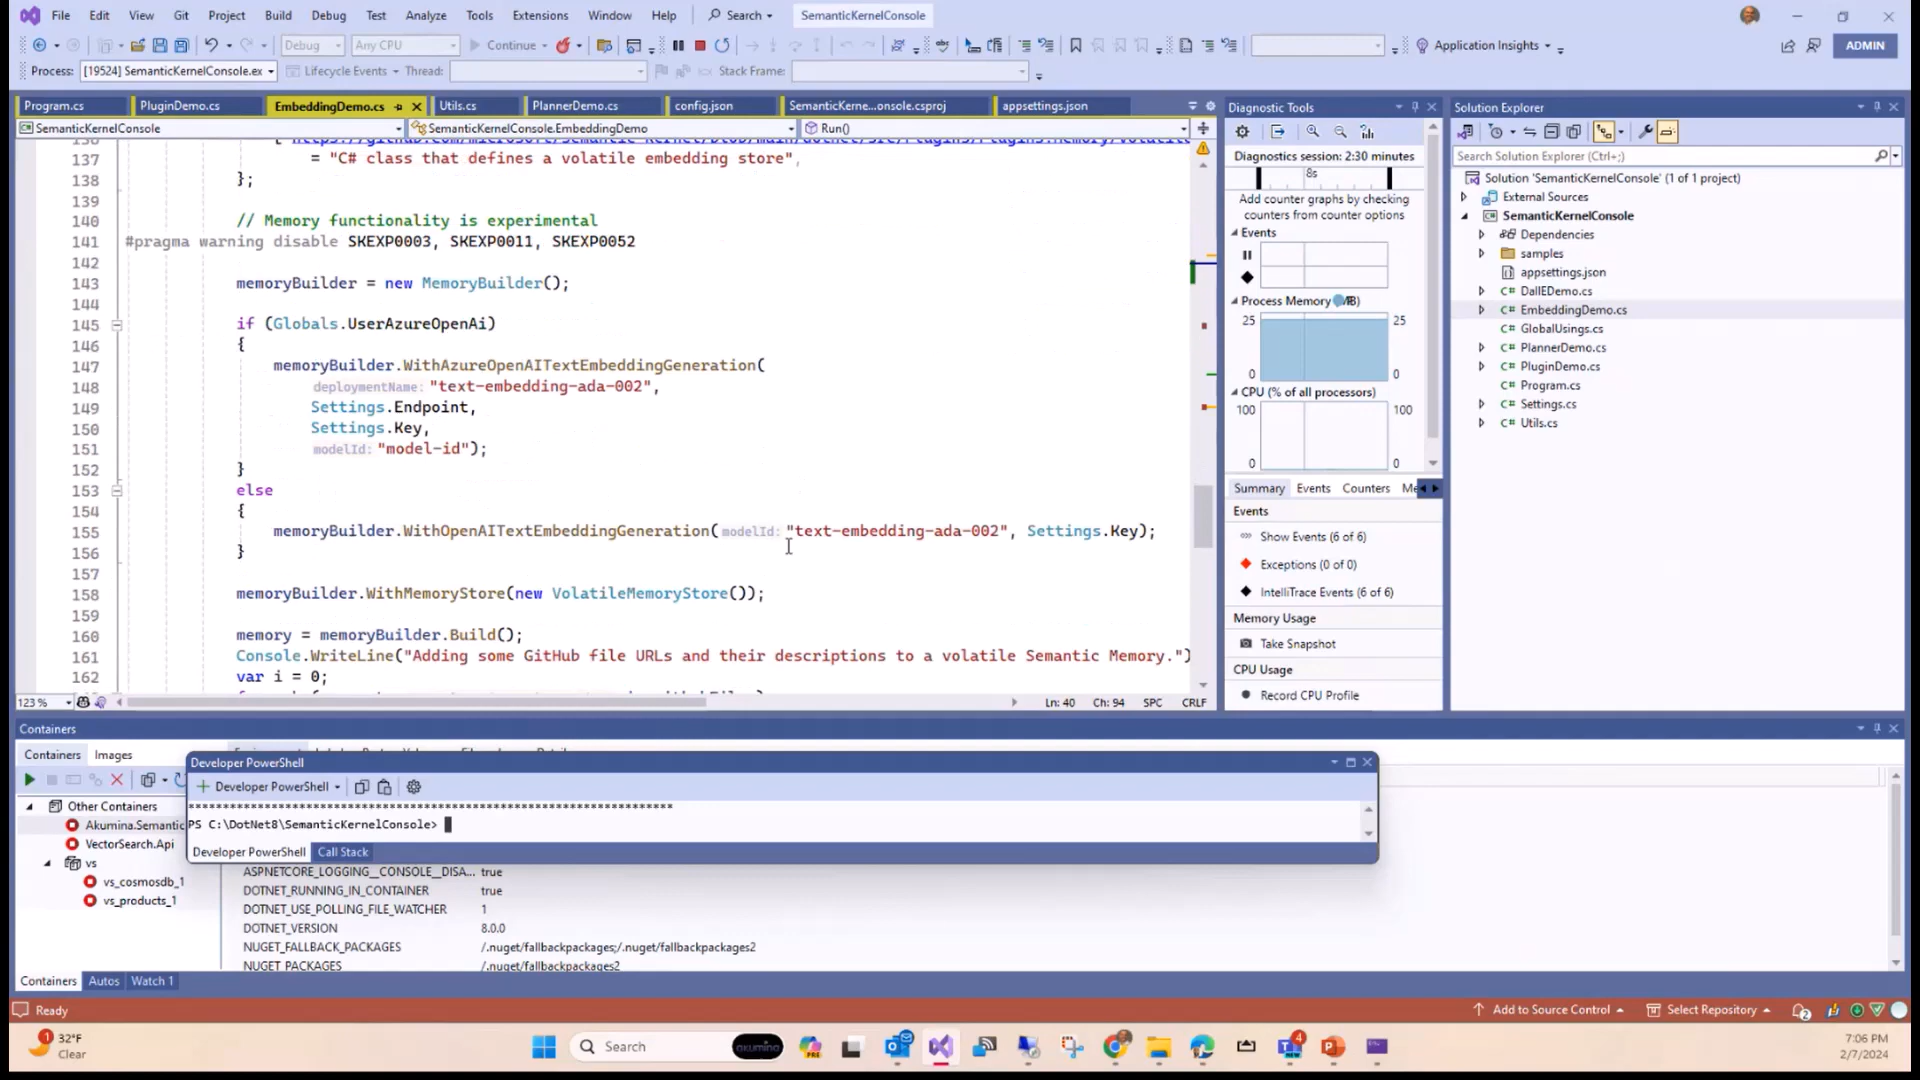 File Edit View Git Project Build Debug Test Analyze Tools Extensions Window Help Search SemanticKernelConsole
Debug Any CPU Continue Application Insights ADMIN
Process: [19524] SemanticKernelConsole.ex Lifecycle Events Thread: Stack Frame:
Program.cs PluginDemo.cs EmbeddingDemo.cs Utils.cs PlannerDemo.cs config.json SemanticKerne...onsole.csproj appsettings.json
SemanticKernelConsole SemanticKernelConsole.EmbeddingDemo Run()
137 = "C# class that defines a volatile embedding store",
138 };
139
140 // Memory functionality is experimental
141 #pragma warning disable SKEXP0003, SKEXP0011, SKEXP0052
142
143 memoryBuilder = new MemoryBuilder();
144
145 if (Globals.UserAzureOpenAi)
146 {
147 memoryBuilder.WithAzureOpenAITextEmbeddingGeneration(
148 deploymentName: "text-embedding-ada-002",
149 Settings.Endpoint,
150 Settings.Key,
151 modelId: "model-id");
152 }
153 else
154 {
155 memoryBuilder.WithOpenAITextEmbeddingGeneration(modelId: "text-embedding-ada-002", Settings.Key);
156 }
157
158 memoryBuilder.WithMemoryStore(new VolatileMemoryStore());
159
160 memory = memoryBuilder.Build();
161 Console.WriteLine("Adding some GitHub file URLs and their descriptions to a volatile Semantic Memory.")
162 var i = 0;
123 % Ln: 40 Ch: 94 SPC CRLF
Diagnostic Tools
Diagnostics session: 2:30 minutes
8s
Add counter graphs by checking
counters from counter options
Events
Process Memory
25 25
0 0
CPU (% of all processors)
100 100
0 0
Summary Events Counters Me
Events
Show Events (6 of 6)
Exceptions (0 of 0)
IntelliTrace Events (6 of 6)
Memory Usage
Take Snapshot
CPU Usage
Record CPU Profile
Solution Explorer
Search Solution Explorer (Ctrl+;)
Solution 'SemanticKernelConsole' (1 of 1 project)
External Sources
SemanticKernelConsole
Dependencies
samples
appsettings.json
C# DallEDemo.cs
C# EmbeddingDemo.cs
C# GlobalUsings.cs
C# PlannerDemo.cs
C# PluginDemo.cs
C# Program.cs
C# Settings.cs
C# Utils.cs
Containers
Containers Images
Other Containers
Akumina.Semantic
VectorSearch.Api
vs
vs_cosmosdb_1
vs_products_1
Developer PowerShell
Developer PowerShell
**********************************************************************
PS C:\DotNet8\SemanticKernelConsole>
Developer PowerShell Call Stack
ASPNETCORE_LOGGING__CONSOLE__DISA... true
DOTNET_RUNNING_IN_CONTAINER true
DOTNET_USE_POLLING_FILE_WATCHER 1
DOTNET_VERSION 8.0.0
NUGET_FALLBACK_PACKAGES /.nuget/fallbackpackages;/.nuget/fallbackpackages2
NUGET_PACKAGES /.nuget/fallbackpackages2
Containers Autos Watch 1
Ready Add to Source Control Select Repository 2
1 32°F
Clear
Search akumina PRE 4 NEW
7:06 PM
2/7/2024